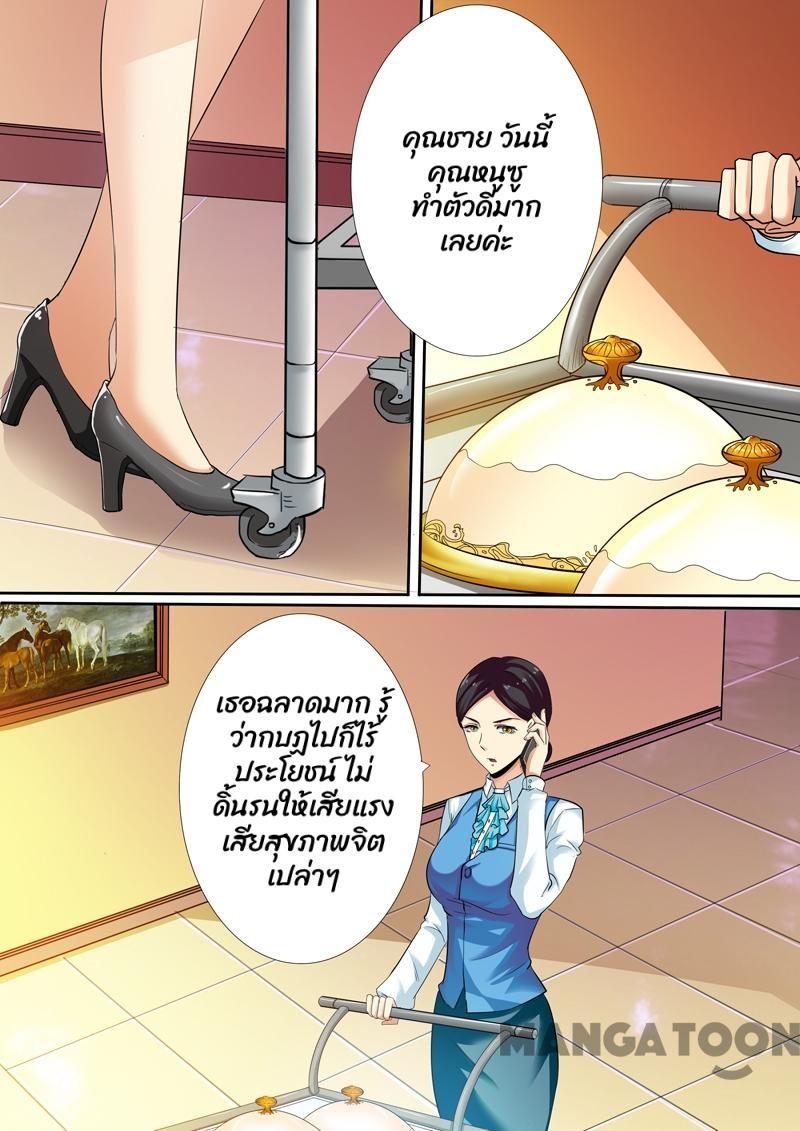 คุณชาย วันนี้
คุณหนูซู
ทำตัวดีมาก
เลยค่ะ
เธอฉลาดมาก รู้
ว่ากบฏไปก็ไร้
ประโยชน์ ไม่
ดิ้นรนให้เสียแรง
เสียสุขภาพจิต
เปล่าๆ
MANGATOON